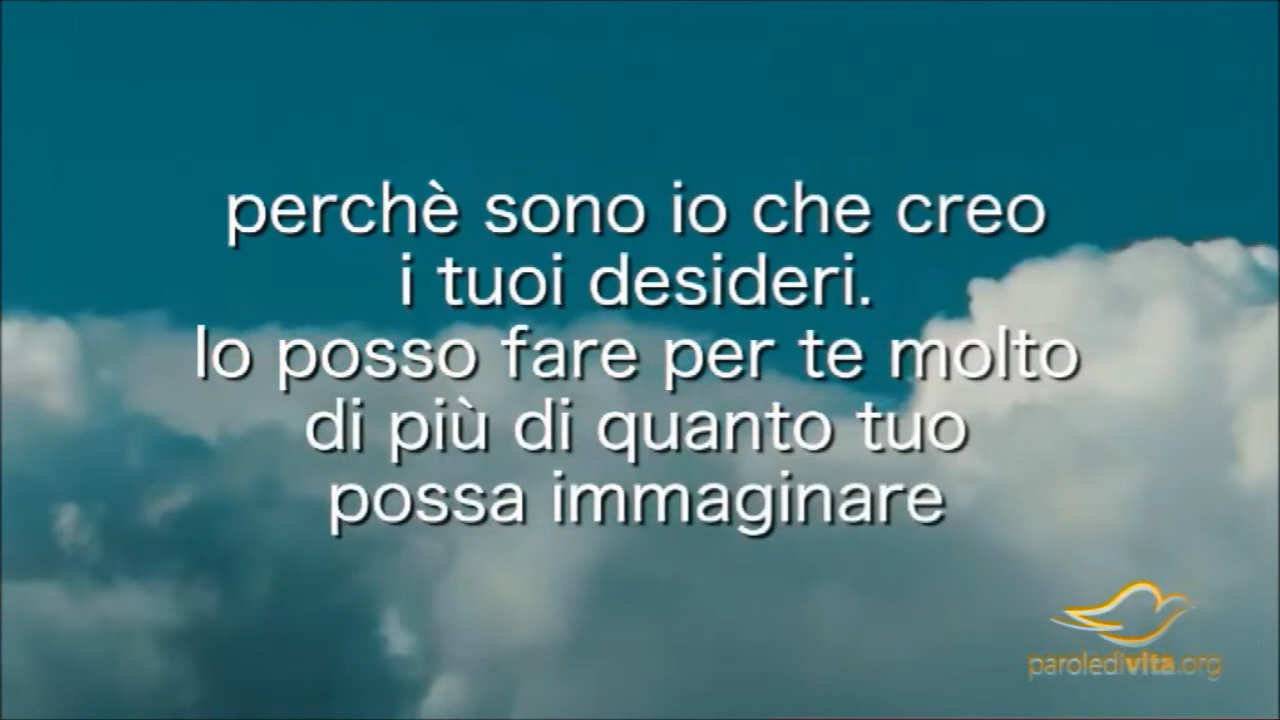 perchè sono io che creo
i tuoi desideri.
Io posso fare per te molto
di più di quanto tuo
possa immaginare
paroledivita.org